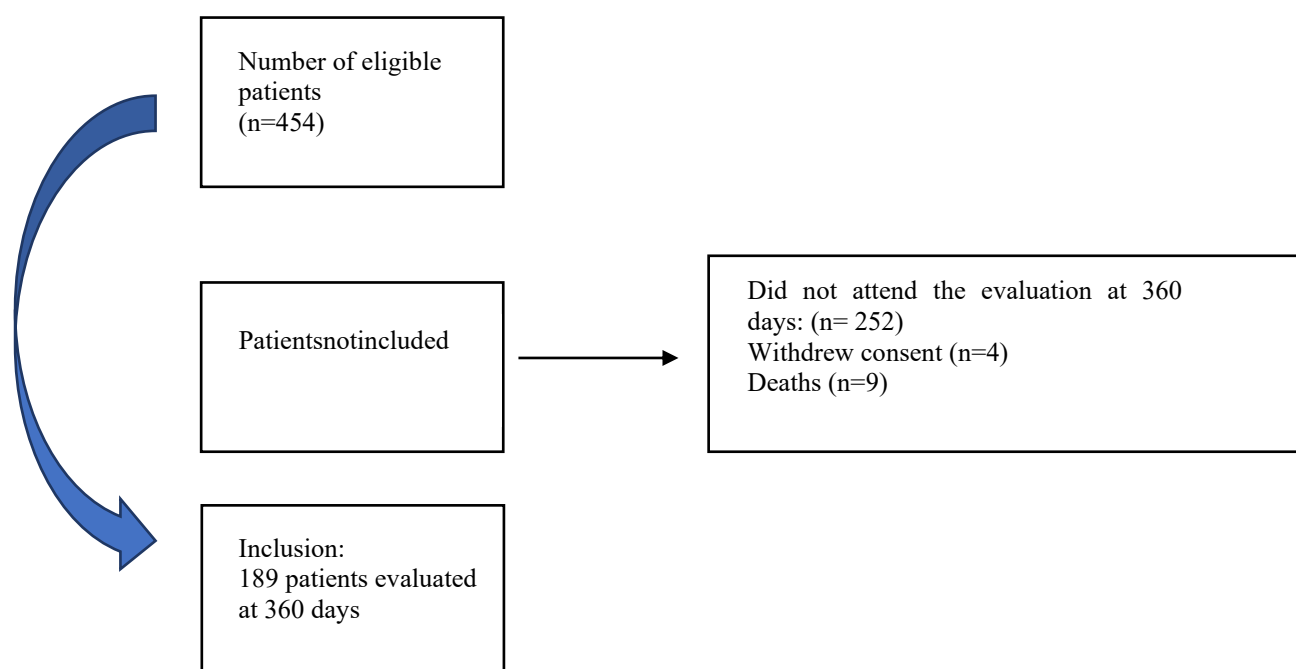 Number of eligible
patients
(n=454)
Patientsnotincluded
Did not attend the evaluation at 360
days: (n= 252)
Withdrew consent (n=4)
Deaths (n=9)
Inclusion:
189 patients evaluated
at 360 days